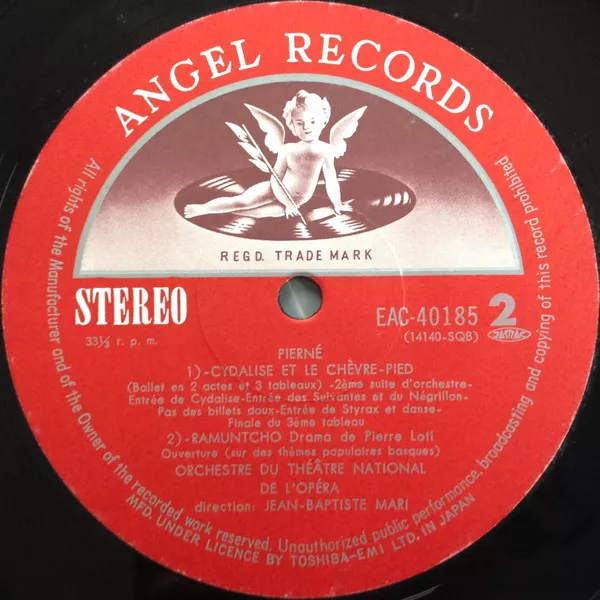 ANGEL RECORDS
REGD. TRADE MARK
STEREO
33⅓ r. p. m.
EAC-40185 2
(14140-SQB)
JASRAC
PIERNÉ
1)-CYDALISE ET LE CHÈVRE-PIED
(Ballet en 2 actes et 3 tableaux) -2ème suite d'orchestre-
Entrée de Cydalise-Entrée des Suivantes et du Négrillon-
Pas des billets doux-Entrée de Styrax et danse-
Finale du 3ème tableau
2)-RAMUNTCHO Drama de Pierre Loti
Ouverture (sur des thèmes populaires basques)
ORCHESTRE DU THÉÂTRE NATIONAL
DE L'OPÉRA
direction: JEAN-BAPTISTE MARI
All rights of the Manufacturer and of the Owner of the recorded work reserved. Unauthorized public performance, broadcasting and copying of this record prohibited
MFD. UNDER LICENCE BY TOSHIBA-EMI LTD. IN JAPAN